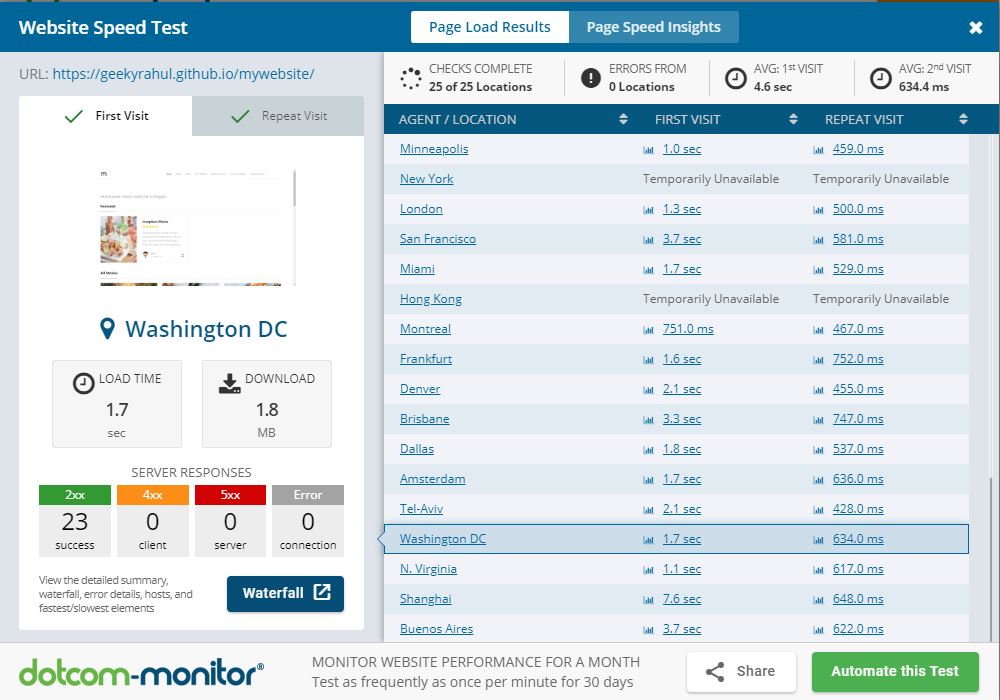 Website Speed Test
Page Load Results
Page Speed Insights
URL: https://geekyrahul.github.io/mywebsite/
First Visit
Repeat Visit
m
Featured
All Stories
Washington DC
LOAD TIME
1.7
sec
DOWNLOAD
1.8
MB
SERVER RESPONSES
2xx 4xx 5xx Error
23 0 0 0
success client server connection
View the detailed summary,
waterfall, error details, hosts, and
fastest/slowest elements
Waterfall
CHECKS COMPLETE
25 of 25 Locations
ERRORS FROM
0 Locations
AVG: 1st VISIT
4.6 sec
AVG: 2nd VISIT
634.4 ms
AGENT / LOCATION FIRST VISIT REPEAT VISIT
Minneapolis 1.0 sec 459.0 ms
New York Temporarily Unavailable Temporarily Unavailable
London 1.3 sec 500.0 ms
San Francisco 3.7 sec 581.0 ms
Miami 1.7 sec 529.0 ms
Hong Kong Temporarily Unavailable Temporarily Unavailable
Montreal 751.0 ms 467.0 ms
Frankfurt 1.6 sec 752.0 ms
Denver 2.1 sec 455.0 ms
Brisbane 3.3 sec 747.0 ms
Dallas 1.8 sec 537.0 ms
Amsterdam 1.7 sec 636.0 ms
Tel-Aviv 2.1 sec 428.0 ms
Washington DC 1.7 sec 634.0 ms
N. Virginia 1.1 sec 617.0 ms
Shanghai 7.6 sec 648.0 ms
Buenos Aires 3.7 sec 622.0 ms
dotcom-monitor®
MONITOR WEBSITE PERFORMANCE FOR A MONTH
Test as frequently as once per minute for 30 days
Share
Automate this Test